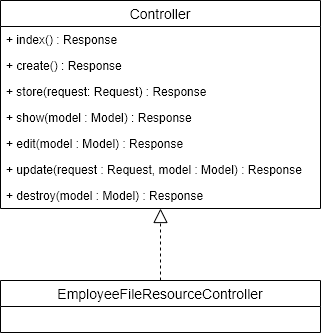 Controller
+ index() : Response
+ create() : Response
+ store(request: Request) : Response
+ show(model : Model) : Response
+ edit(model : Model) : Response
+ update(request : Request, model : Model) : Response
+ destroy(model : Model) : Response
EmployeeFileResourceController